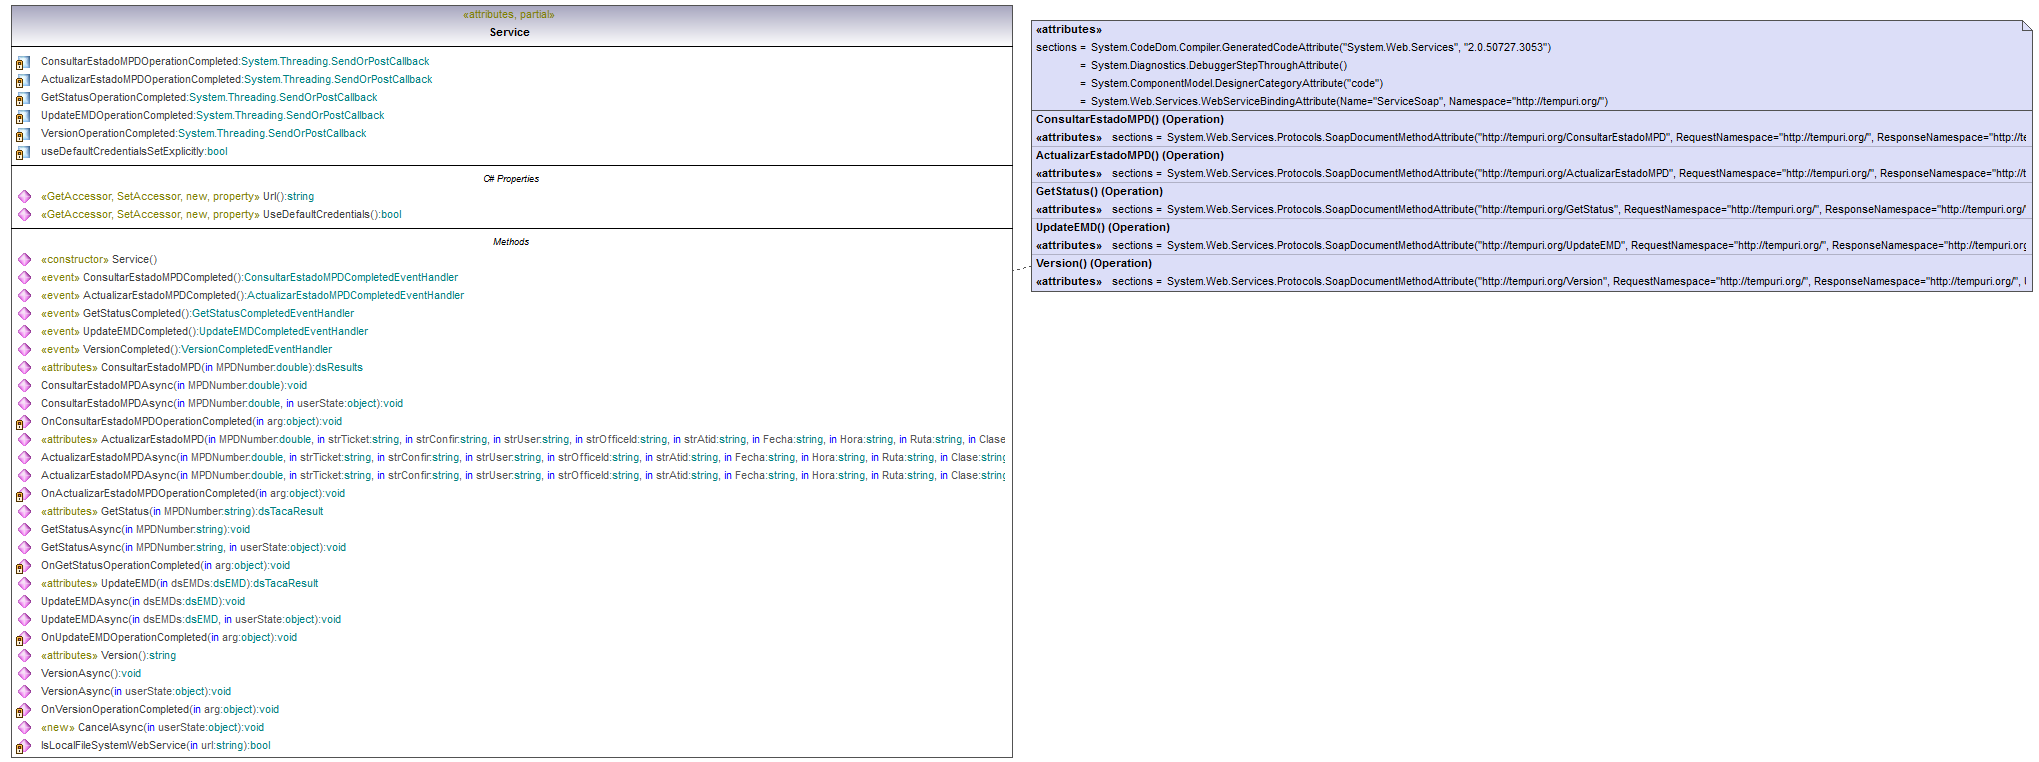 «attributes, partial»
Service
ConsultarEstadoMPDOperationCompleted:System.Threading.SendOrPostCallback
ActualizarEstadoMPDOperationCompleted:System.Threading.SendOrPostCallback
GetStatusOperationCompleted:System.Threading.SendOrPostCallback
UpdateEMDOperationCompleted:System.Threading.SendOrPostCallback
VersionOperationCompleted:System.Threading.SendOrPostCallback
useDefaultCredentialsSetExplicitly:bool
C# Properties
«GetAccessor, SetAccessor, new, property» Url():string
«GetAccessor, SetAccessor, new, property» UseDefaultCredentials():bool
Methods
«constructor» Service()
«event» ConsultarEstadoMPDCompleted():ConsultarEstadoMPDCompletedEventHandler
«event» ActualizarEstadoMPDCompleted():ActualizarEstadoMPDCompletedEventHandler
«event» GetStatusCompleted():GetStatusCompletedEventHandler
«event» UpdateEMDCompleted():UpdateEMDCompletedEventHandler
«event» VersionCompleted():VersionCompletedEventHandler
«attributes» ConsultarEstadoMPD(in MPDNumber:double):dsResults
ConsultarEstadoMPDAsync(in MPDNumber:double):void
ConsultarEstadoMPDAsync(in MPDNumber:double, in userState:object):void
OnConsultarEstadoMPDOperationCompleted(in arg:object):void
«attributes» ActualizarEstadoMPD(in MPDNumber:double, in strTicket:string, in strConfir:string, in strUser:string, in strOfficeId:string, in strAtid:string, in Fecha:string, in Hora:string, in Ruta:string, in Clase
ActualizarEstadoMPDAsync(in MPDNumber:double, in strTicket:string, in strConfir:string, in strUser:string, in strOfficeId:string, in strAtid:string, in Fecha:string, in Hora:string, in Ruta:string, in Clase:string
ActualizarEstadoMPDAsync(in MPDNumber:double, in strTicket:string, in strConfir:string, in strUser:string, in strOfficeId:string, in strAtid:string, in Fecha:string, in Hora:string, in Ruta:string, in Clase:string
OnActualizarEstadoMPDOperationCompleted(in arg:object):void
«attributes» GetStatus(in MPDNumber:string):dsTacaResult
GetStatusAsync(in MPDNumber:string):void
GetStatusAsync(in MPDNumber:string, in userState:object):void
OnGetStatusOperationCompleted(in arg:object):void
«attributes» UpdateEMD(in dsEMDs:dsEMD):dsTacaResult
UpdateEMDAsync(in dsEMDs:dsEMD):void
UpdateEMDAsync(in dsEMDs:dsEMD, in userState:object):void
OnUpdateEMDOperationCompleted(in arg:object):void
«attributes» Version():string
VersionAsync():void
VersionAsync(in userState:object):void
OnVersionOperationCompleted(in arg:object):void
«new» CancelAsync(in userState:object):void
IsLocalFileSystemWebService(in url:string):bool
«attributes»
sections = System.CodeDom.Compiler.GeneratedCodeAttribute("System.Web.Services", "2.0.50727.3053")
= System.Diagnostics.DebuggerStepThroughAttribute()
= System.ComponentModel.DesignerCategoryAttribute("code")
= System.Web.Services.WebServiceBindingAttribute(Name="ServiceSoap", Namespace="http://tempuri.org/")
ConsultarEstadoMPD() (Operation)
«attributes» sections = System.Web.Services.Protocols.SoapDocumentMethodAttribute("http://tempuri.org/ConsultarEstadoMPD", RequestNamespace="http://tempuri.org/", ResponseNamespace="http://te
ActualizarEstadoMPD() (Operation)
«attributes» sections = System.Web.Services.Protocols.SoapDocumentMethodAttribute("http://tempuri.org/ActualizarEstadoMPD", RequestNamespace="http://tempuri.org/", ResponseNamespace="http://t
GetStatus() (Operation)
«attributes» sections = System.Web.Services.Protocols.SoapDocumentMethodAttribute("http://tempuri.org/GetStatus", RequestNamespace="http://tempuri.org/", ResponseNamespace="http://tempuri.org/"
UpdateEMD() (Operation)
«attributes» sections = System.Web.Services.Protocols.SoapDocumentMethodAttribute("http://tempuri.org/UpdateEMD", RequestNamespace="http://tempuri.org/", ResponseNamespace="http://tempuri.org
Version() (Operation)
«attributes» sections = System.Web.Services.Protocols.SoapDocumentMethodAttribute("http://tempuri.org/Version", RequestNamespace="http://tempuri.org/", ResponseNamespace="http://tempuri.org/",